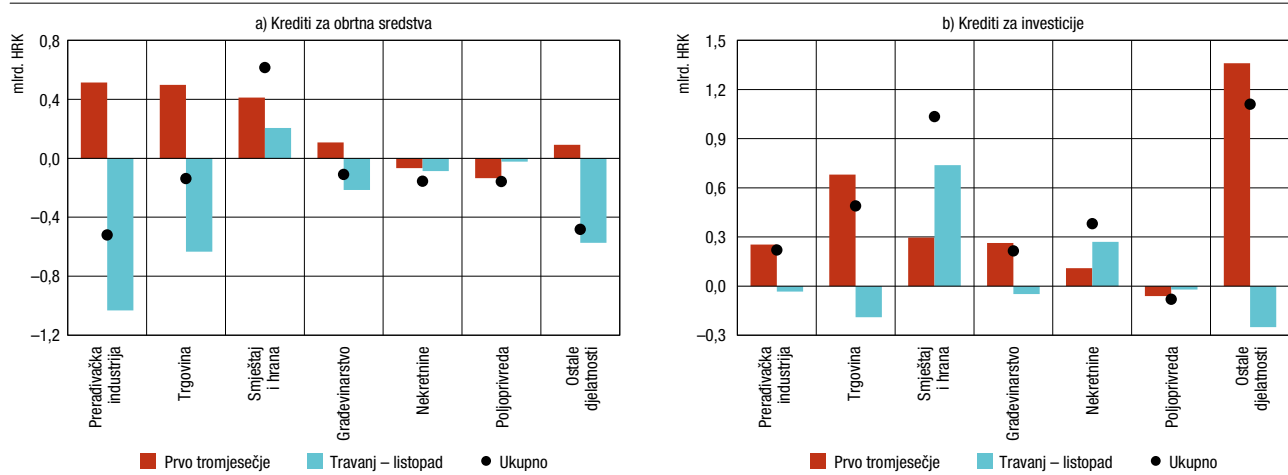 a) Krediti za obrtna sredstva
mlrd. HRK
0,8
0,4
0,0
–0,4
–0,8
–1,2
Prerađivačka
industrija
Trgovina
Smještaj
i hrana
Građevinarstvo
Nekretnine
Poljoprivreda
Ostale
djelatnosti
Prvo tromjesečje
Travanj – listopad
Ukupno
b) Krediti za investicije
mlrd. HRK
1,5
1,2
0,9
0,6
0,3
0,0
–0,3
Prerađivačka
industrija
Trgovina
Smještaj
i hrana
Građevinarstvo
Nekretnine
Poljoprivreda
Ostale
djelatnosti
Prvo tromjesečje
Travanj – listopad
Ukupno